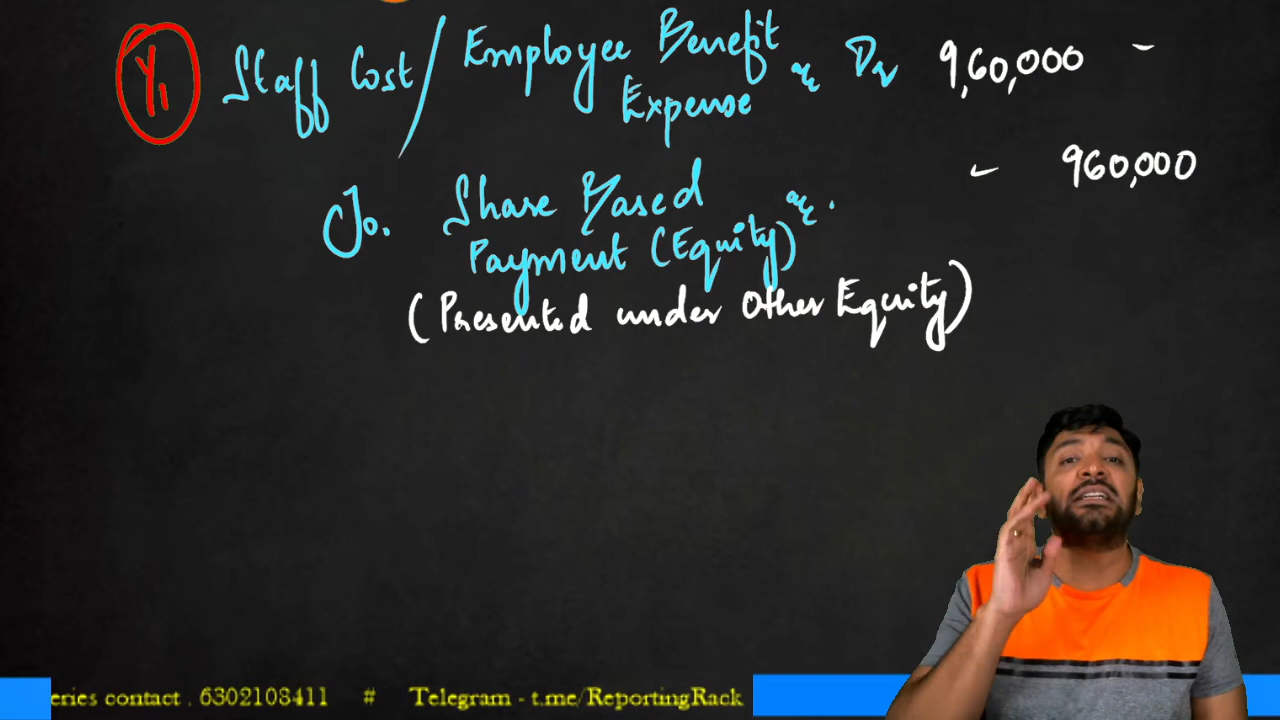 Y1 Staff Cost/ Employee Benefit Dr 9,60,000 -
Expense a/c
To. Share Based - 960,000
Payment (Equity) a/c.
(Presented under Other Equity)
eries contact . 6302108411 # Telegram - t.me/ReportingRack